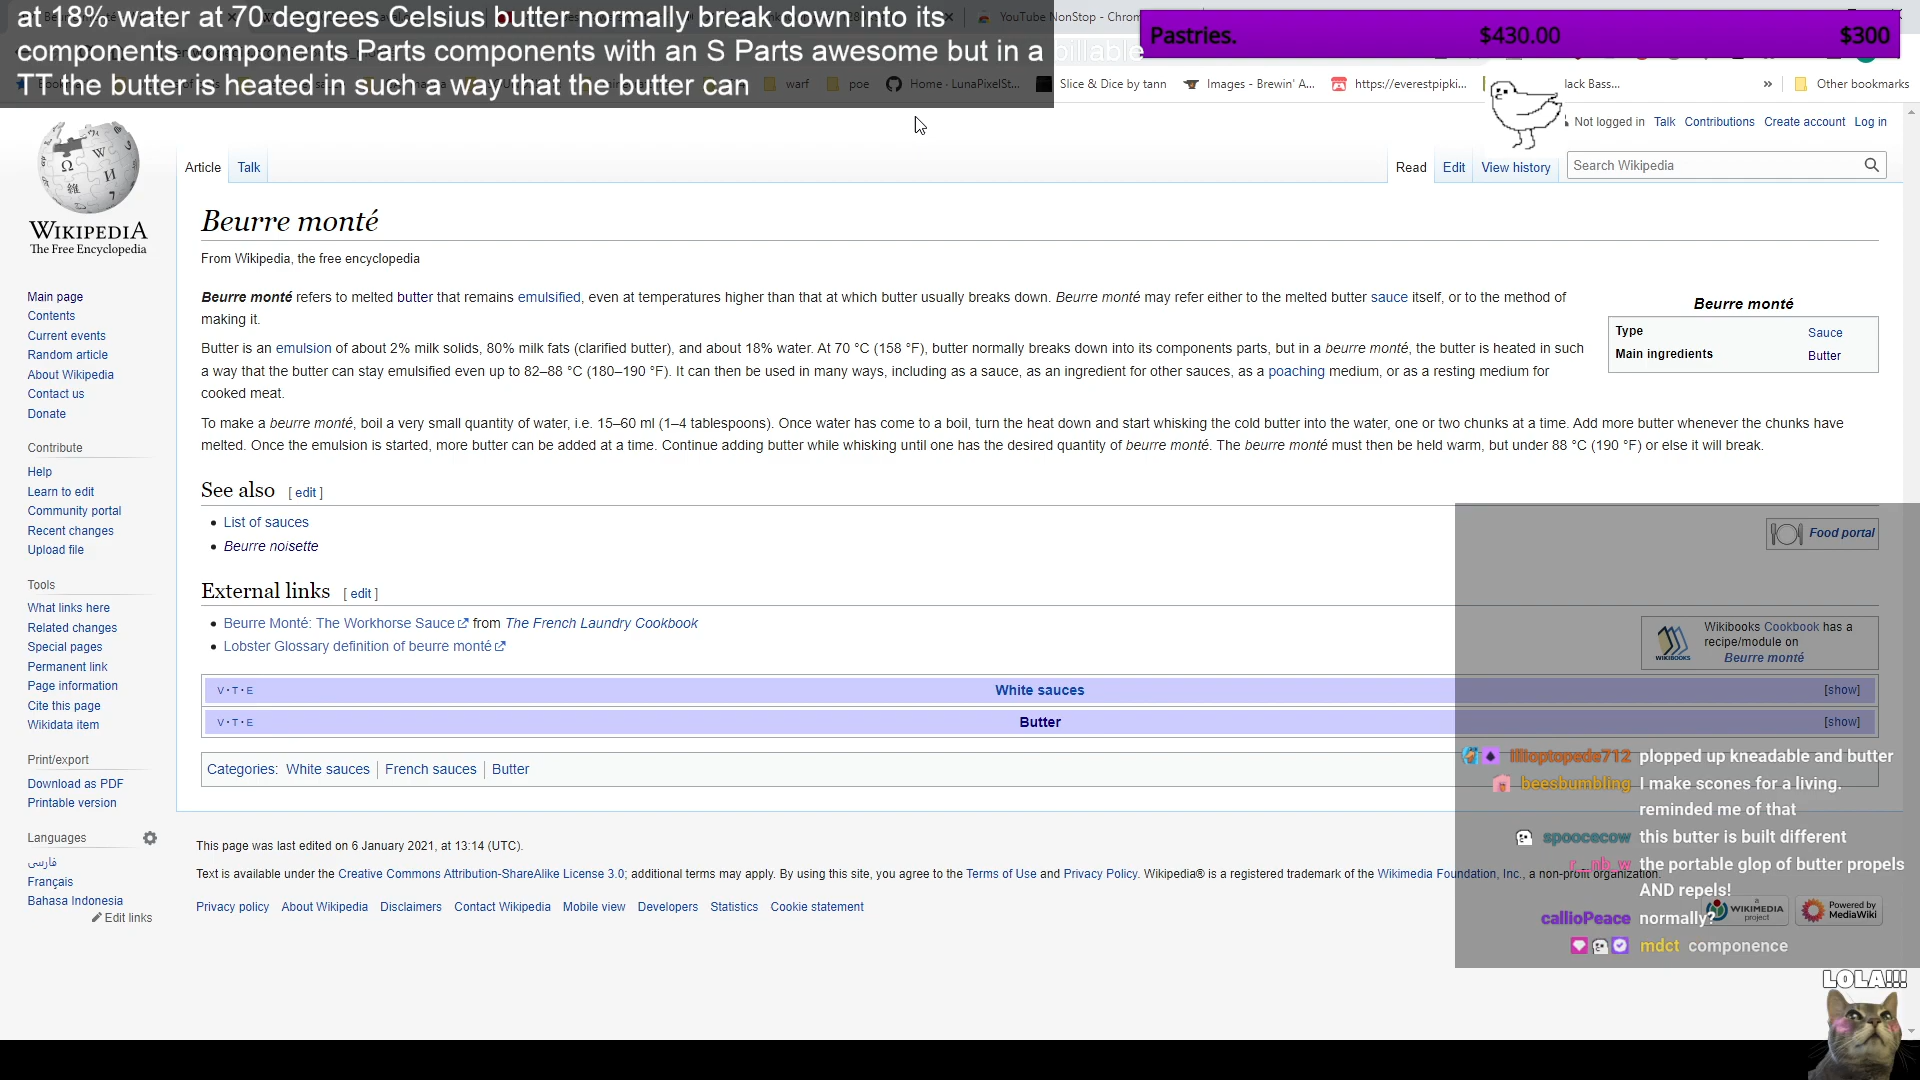 at 18% water at 70 degrees Celsius butter normally break down into its
components components Parts components with an S Parts awesome but in a billable
TT the butter is heated in such a way that the butter can
Pastries. $430.00 $300
YouTube NonStop - Chrom
warf
poe
Home - LunaPixelSt...
Slice & Dice by tann
Images - Brewin' A...
https://everestpipki...
lack Bass...
»
Other bookmarks
Not logged in Talk Contributions Create account Log in
Article Talk
Read Edit View history
Search Wikipedia
WIKIPEDIA
The Free Encyclopedia
Beurre monté
From Wikipedia, the free encyclopedia
Beurre monté refers to melted butter that remains emulsified, even at temperatures higher than that at which butter usually breaks down. Beurre monté may refer either to the melted butter sauce itself, or to the method of
making it.
Butter is an emulsion of about 2% milk solids, 80% milk fats (clarified butter), and about 18% water. At 70 °C (158 °F), butter normally breaks down into its components parts, but in a beurre monté, the butter is heated in such
a way that the butter can stay emulsified even up to 82–88 °C (180–190 °F). It can then be used in many ways, including as a sauce, as an ingredient for other sauces, as a poaching medium, or as a resting medium for
cooked meat.
To make a beurre monté, boil a very small quantity of water, i.e. 15–60 ml (1–4 tablespoons). Once water has come to a boil, turn the heat down and start whisking the cold butter into the water, one or two chunks at a time. Add more butter whenever the chunks have
melted. Once the emulsion is started, more butter can be added at a time. Continue adding butter while whisking until one has the desired quantity of beurre monté. The beurre monté must then be held warm, but under 88 °C (190 °F) or else it will break.
Beurre monté
Type Sauce
Main ingredients Butter
See also [ edit ]
List of sauces
Beurre noisette
Food portal
External links [ edit ]
Beurre Monté: The Workhorse Sauce from The French Laundry Cookbook
Lobster Glossary definition of beurre monté
WIKIBOOKS
Wikibooks Cookbook has a
recipe/module on
Beurre monté
V·T·E White sauces [show]
V·T·E Butter [show]
Categories: White sauces French sauces Butter
This page was last edited on 6 January 2021, at 13:14 (UTC).
Text is available under the Creative Commons Attribution-ShareAlike License 3.0; additional terms may apply. By using this site, you agree to the Terms of Use and Privacy Policy. Wikipedia® is a registered trademark of the Wikimedia Foundation, Inc., a non-profit organization.
Privacy policy About Wikipedia Disclaimers Contact Wikipedia Mobile view Developers Statistics Cookie statement
Main page
Contents
Current events
Random article
About Wikipedia
Contact us
Donate
Contribute
Help
Learn to edit
Community portal
Recent changes
Upload file
Tools
What links here
Related changes
Special pages
Permanent link
Page information
Cite this page
Wikidata item
Print/export
Download as PDF
Printable version
Languages
فارسی
Français
Bahasa Indonesia
Edit links
plopped up kneadable and butter
beesbumbling I make scones for a living.
reminded me of that
spoocecow this butter is built different
r_nb_w the portable glop of butter propels
AND repels!
callioPeace normally?
mdct componence
A WIKIMEDIA project
Powered by MediaWiki
LOLA!!!